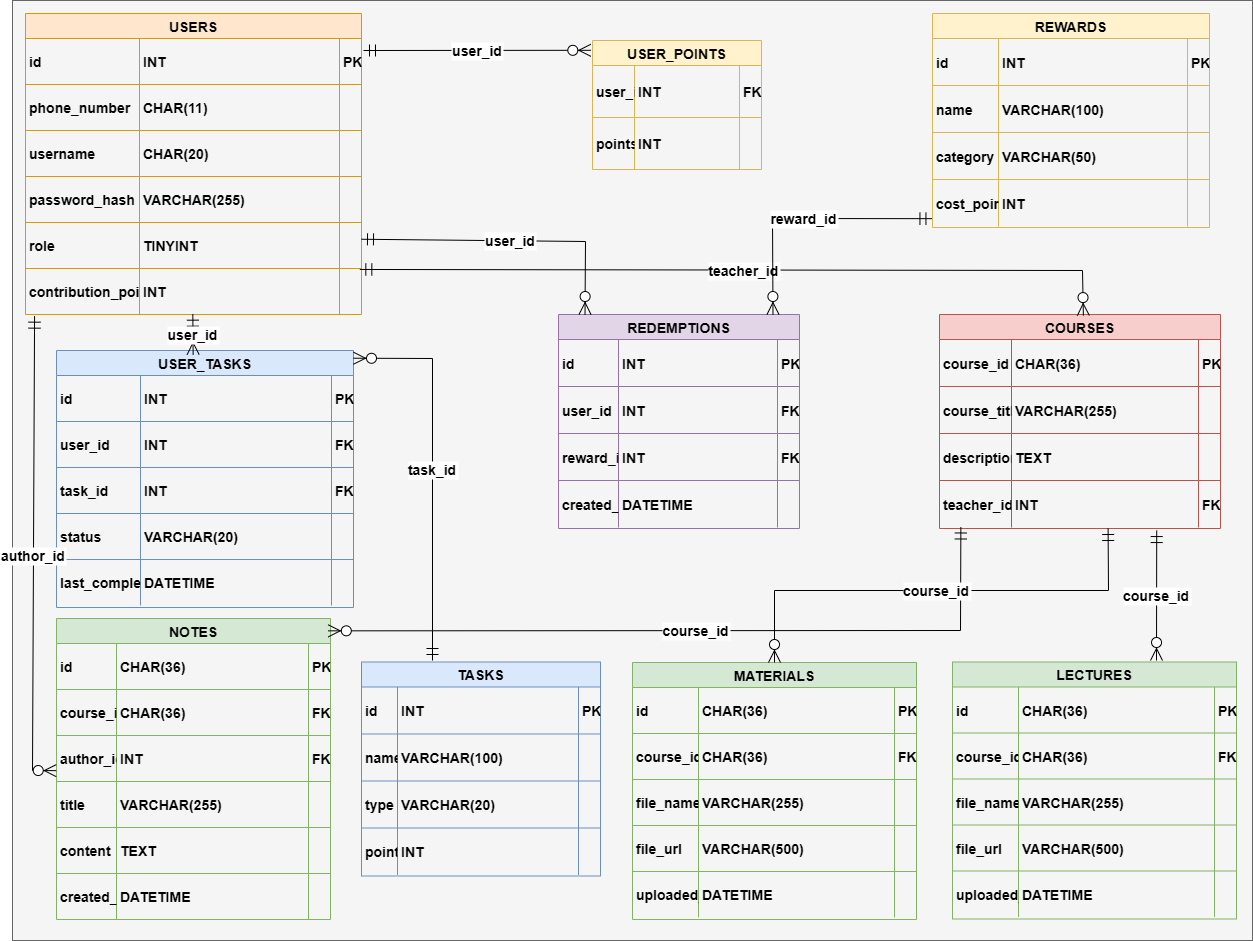 USERS
id INT PK
phone_number CHAR(11)
username CHAR(20)
password_hash VARCHAR(255)
role TINYINT
contribution_poi INT
user_id
USER_POINTS
user_ INT FK
points INT
REWARDS
id INT PK
name VARCHAR(100)
category VARCHAR(50)
cost_poin INT
reward_id
user_id
teacher_id
user_id
USER_TASKS
id INT PK
user_id INT FK
task_id INT FK
status VARCHAR(20)
last_comple DATETIME
task_id
author_id
REDEMPTIONS
id INT PK
user_id INT FK
reward_i INT FK
created_ DATETIME
COURSES
course_id CHAR(36) PK
course_tit VARCHAR(255)
descriptio TEXT
teacher_id INT FK
course_id
course_id
course_id
NOTES
id CHAR(36) PK
course_i CHAR(36) FK
author_i INT FK
title VARCHAR(255)
content TEXT
created_ DATETIME
TASKS
id INT PK
name VARCHAR(100)
type VARCHAR(20)
point INT
MATERIALS
id CHAR(36) PK
course_id CHAR(36) FK
file_name VARCHAR(255)
file_url VARCHAR(500)
uploaded DATETIME
LECTURES
id CHAR(36) PK
course_id CHAR(36) FK
file_name VARCHAR(255)
file_url VARCHAR(500)
uploaded DATETIME